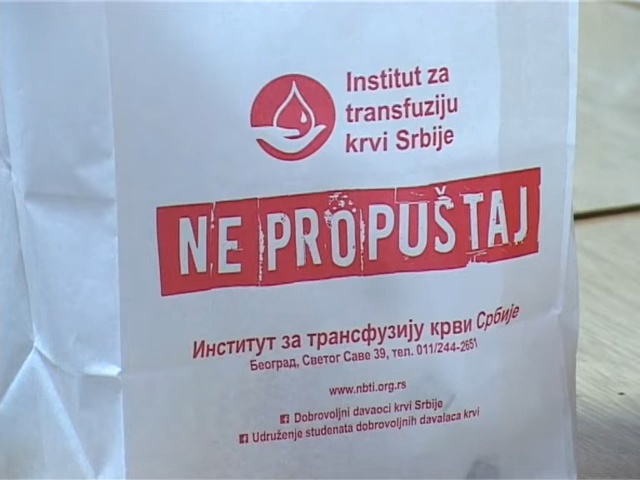 Institut za
transfuziju
krvi Srbije
NE PROPUŠTAJ
Институт за трансфузију крви Србије
Београд, Светог Саве 39, тел. 011/244-2651
www.nbti.org.rs
Dobrovoljni davaoci krvi Srbije
Udruženje studenata dobrovoljnih davalaca krvi